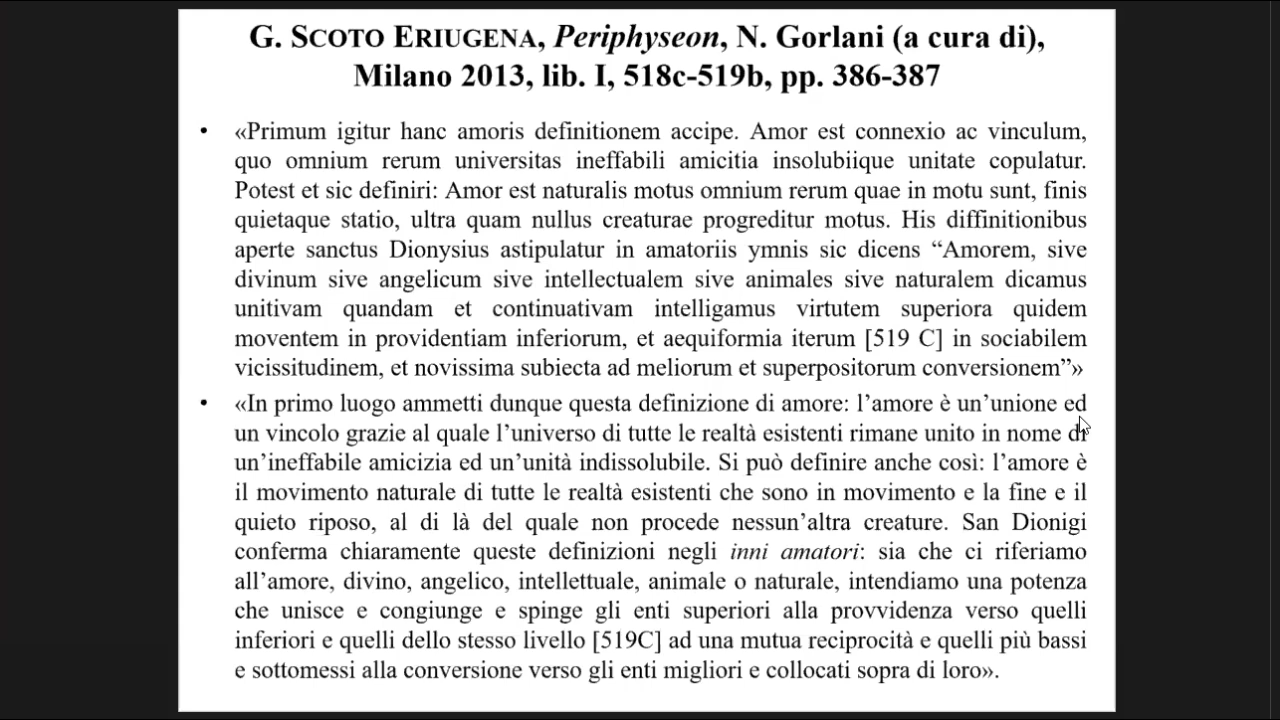 G. SCOTO ERIUGENA, Periphyseon, N. Gorlani (a cura di),
Milano 2013, lib. I, 518c-519b, pp. 386-387
• «Primum igitur hanc amoris definitionem accipe. Amor est connexio ac vinculum,
quo omnium rerum universitas ineffabili amicitia insolubiique unitate copulatur.
Potest et sic definiri: Amor est naturalis motus omnium rerum quae in motu sunt, finis
quietaque statio, ultra quam nullus creaturae progreditur motus. His diffinitionibus
aperte sanctus Dionysius astipulatur in amatoriis ymnis sic dicens “Amorem, sive
divinum sive angelicum sive intellectualem sive animales sive naturalem dicamus
unitivam quandam et continuativam intelligamus virtutem superiora quidem
moventem in providentiam inferiorum, et aequiformia iterum [519 C] in sociabilem
vicissitudinem, et novissima subiecta ad meliorum et superpositorum conversionem”»
• «In primo luogo ammetti dunque questa definizione di amore: l’amore è un’unione ed
un vincolo grazie al quale l’universo di tutte le realtà esistenti rimane unito in nome di
un’ineffabile amicizia ed un’unità indissolubile. Si può definire anche così: l’amore è
il movimento naturale di tutte le realtà esistenti che sono in movimento e la fine e il
quieto riposo, al di là del quale non procede nessun’altra creature. San Dionigi
conferma chiaramente queste definizioni negli inni amatori: sia che ci riferiamo
all’amore, divino, angelico, intellettuale, animale o naturale, intendiamo una potenza
che unisce e congiunge e spinge gli enti superiori alla provvidenza verso quelli
inferiori e quelli dello stesso livello [519C] ad una mutua reciprocità e quelli più bassi
e sottomessi alla conversione verso gli enti migliori e collocati sopra di loro».